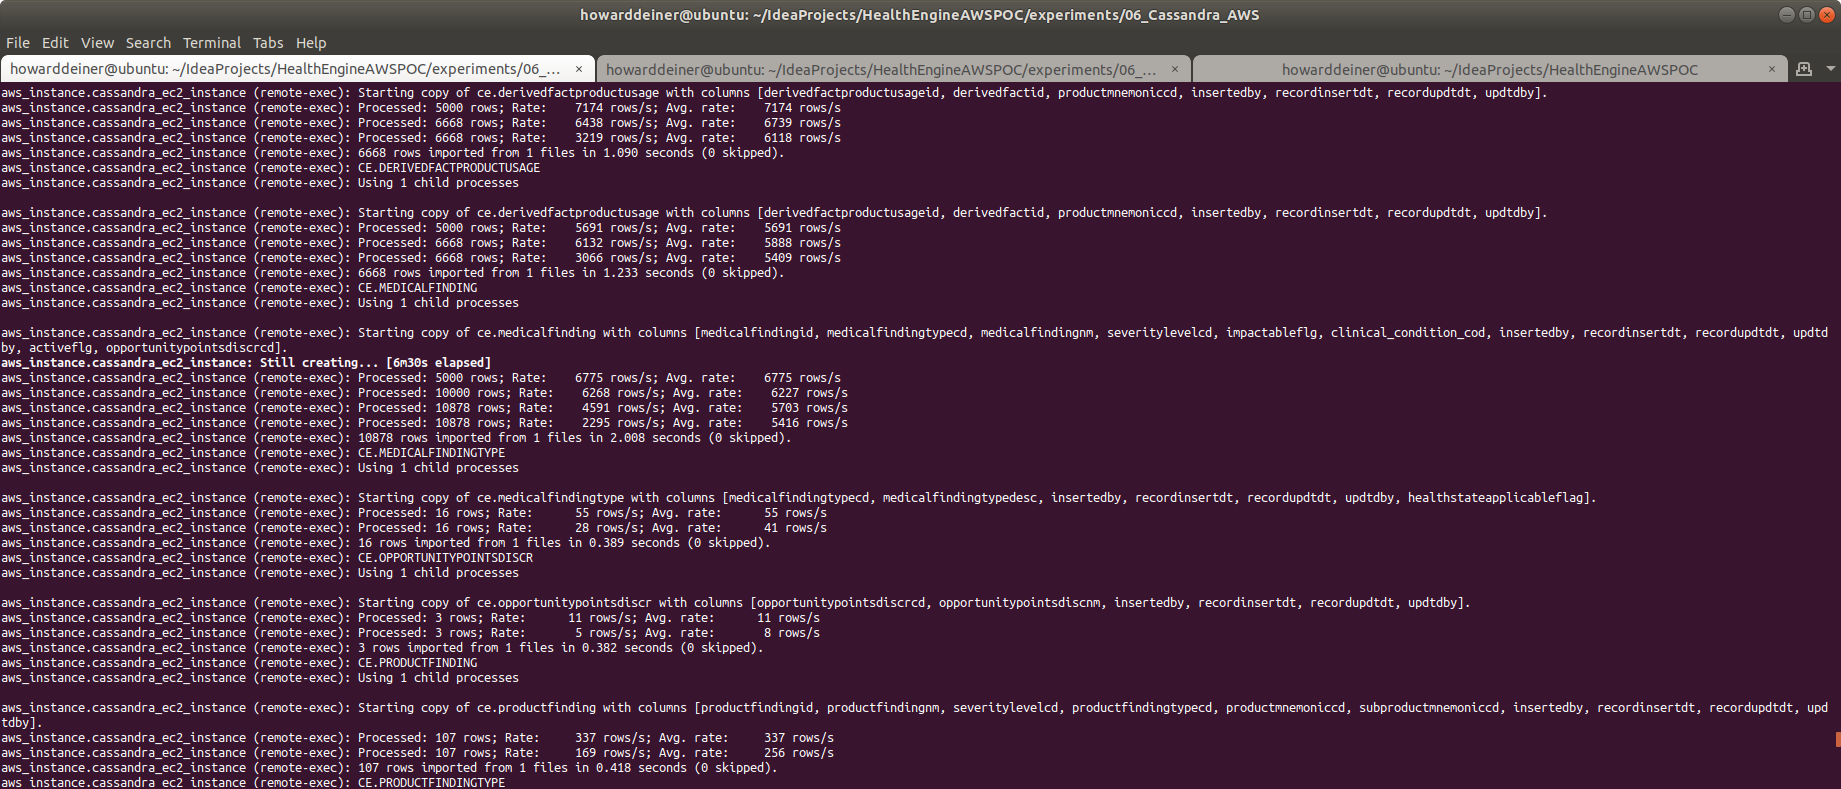 howarddeiner@ubuntu: ~/IdeaProjects/HealthEngineAWSPOC/experiments/06_Cassandra_AWS
File Edit View Search Terminal Tabs Help
howarddeiner@ubuntu: ~/IdeaProjects/HealthEngineAWSPOC/experiments/06_... × howarddeiner@ubuntu: ~/IdeaProjects/HealthEngineAWSPOC/experiments/06_... × howarddeiner@ubuntu: ~/IdeaProjects/HealthEngineAWSPOC ×
aws_instance.cassandra_ec2_instance (remote-exec): Starting copy of ce.derivedfactproductusage with columns [derivedfactproductusageid, derivedfactid, productmnemoniccd, insertedby, recordinsertdt, recordupdtdt, updtdby].
aws_instance.cassandra_ec2_instance (remote-exec): Processed: 5000 rows; Rate:    7174 rows/s; Avg. rate:    7174 rows/s
aws_instance.cassandra_ec2_instance (remote-exec): Processed: 6668 rows; Rate:    6438 rows/s; Avg. rate:    6739 rows/s
aws_instance.cassandra_ec2_instance (remote-exec): Processed: 6668 rows; Rate:    3219 rows/s; Avg. rate:    6118 rows/s
aws_instance.cassandra_ec2_instance (remote-exec): 6668 rows imported from 1 files in 1.090 seconds (0 skipped).
aws_instance.cassandra_ec2_instance (remote-exec): CE.DERIVEDFACTPRODUCTUSAGE
aws_instance.cassandra_ec2_instance (remote-exec): Using 1 child processes
aws_instance.cassandra_ec2_instance (remote-exec): Starting copy of ce.derivedfactproductusage with columns [derivedfactproductusageid, derivedfactid, productmnemoniccd, insertedby, recordinsertdt, recordupdtdt, updtdby].
aws_instance.cassandra_ec2_instance (remote-exec): Processed: 5000 rows; Rate:    5691 rows/s; Avg. rate:    5691 rows/s
aws_instance.cassandra_ec2_instance (remote-exec): Processed: 6668 rows; Rate:    6132 rows/s; Avg. rate:    5888 rows/s
aws_instance.cassandra_ec2_instance (remote-exec): Processed: 6668 rows; Rate:    3066 rows/s; Avg. rate:    5409 rows/s
aws_instance.cassandra_ec2_instance (remote-exec): 6668 rows imported from 1 files in 1.233 seconds (0 skipped).
aws_instance.cassandra_ec2_instance (remote-exec): CE.MEDICALFINDING
aws_instance.cassandra_ec2_instance (remote-exec): Using 1 child processes
aws_instance.cassandra_ec2_instance (remote-exec): Starting copy of ce.medicalfinding with columns [medicalfindingid, medicalfindingtypecd, medicalfindingnm, severitylevelcd, impactableflg, clinical_condition_cod, insertedby, recordinsertdt, recordupdtdt, updtd
by, activeflg, opportunitypointsdiscrcd].
aws_instance.cassandra_ec2_instance: Still creating... [6m30s elapsed]
aws_instance.cassandra_ec2_instance (remote-exec): Processed: 5000 rows; Rate:    6775 rows/s; Avg. rate:    6775 rows/s
aws_instance.cassandra_ec2_instance (remote-exec): Processed: 10000 rows; Rate:    6268 rows/s; Avg. rate:    6227 rows/s
aws_instance.cassandra_ec2_instance (remote-exec): Processed: 10878 rows; Rate:    4591 rows/s; Avg. rate:    5703 rows/s
aws_instance.cassandra_ec2_instance (remote-exec): Processed: 10878 rows; Rate:    2295 rows/s; Avg. rate:    5416 rows/s
aws_instance.cassandra_ec2_instance (remote-exec): 10878 rows imported from 1 files in 2.008 seconds (0 skipped).
aws_instance.cassandra_ec2_instance (remote-exec): CE.MEDICALFINDINGTYPE
aws_instance.cassandra_ec2_instance (remote-exec): Using 1 child processes
aws_instance.cassandra_ec2_instance (remote-exec): Starting copy of ce.medicalfindingtype with columns [medicalfindingtypecd, medicalfindingtypedesc, insertedby, recordinsertdt, recordupdtdt, updtdby, healthstateapplicableflag].
aws_instance.cassandra_ec2_instance (remote-exec): Processed: 16 rows; Rate:      55 rows/s; Avg. rate:      55 rows/s
aws_instance.cassandra_ec2_instance (remote-exec): Processed: 16 rows; Rate:      28 rows/s; Avg. rate:      41 rows/s
aws_instance.cassandra_ec2_instance (remote-exec): 16 rows imported from 1 files in 0.389 seconds (0 skipped).
aws_instance.cassandra_ec2_instance (remote-exec): CE.OPPORTUNITYPOINTSDISCR
aws_instance.cassandra_ec2_instance (remote-exec): Using 1 child processes
aws_instance.cassandra_ec2_instance (remote-exec): Starting copy of ce.opportunitypointsdiscr with columns [opportunitypointsdiscrcd, opportunitypointsdiscnm, insertedby, recordinsertdt, recordupdtdt, updtdby].
aws_instance.cassandra_ec2_instance (remote-exec): Processed: 3 rows; Rate:      11 rows/s; Avg. rate:      11 rows/s
aws_instance.cassandra_ec2_instance (remote-exec): Processed: 3 rows; Rate:       5 rows/s; Avg. rate:       8 rows/s
aws_instance.cassandra_ec2_instance (remote-exec): 3 rows imported from 1 files in 0.382 seconds (0 skipped).
aws_instance.cassandra_ec2_instance (remote-exec): CE.PRODUCTFINDING
aws_instance.cassandra_ec2_instance (remote-exec): Using 1 child processes
aws_instance.cassandra_ec2_instance (remote-exec): Starting copy of ce.productfinding with columns [productfindingid, productfindingnm, severitylevelcd, productfindingtypecd, productmnemoniccd, subproductmnemoniccd, insertedby, recordinsertdt, recordupdtdt, upd
tdby].
aws_instance.cassandra_ec2_instance (remote-exec): Processed: 107 rows; Rate:     337 rows/s; Avg. rate:     337 rows/s
aws_instance.cassandra_ec2_instance (remote-exec): Processed: 107 rows; Rate:     169 rows/s; Avg. rate:     256 rows/s
aws_instance.cassandra_ec2_instance (remote-exec): 107 rows imported from 1 files in 0.418 seconds (0 skipped).
aws_instance.cassandra_ec2_instance (remote-exec): CE.PRODUCTFINDINGTYPE